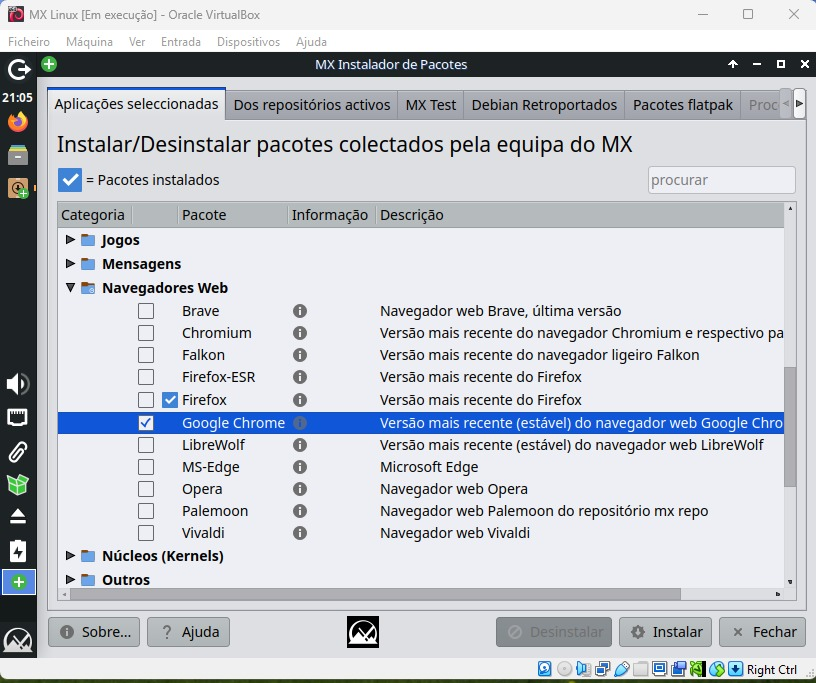 MX Linux [Em execução] - Oracle VirtualBox
Ficheiro Máquina Ver Entrada Dispositivos Ajuda
MX Instalador de Pacotes
21:05
Aplicações seleccionadas Dos repositórios activos MX Test Debian Retroportados Pacotes flatpak Proc
Instalar/Desinstalar pacotes colectados pela equipa do MX
= Pacotes instalados procurar
Categoria Pacote Informação Descrição
Jogos
Mensagens
Navegadores Web
Brave Navegador web Brave, última versão
Chromium Versão mais recente do navegador Chromium e respectivo pa
Falkon Versão mais recente do navegador ligeiro Falkon
Firefox-ESR Versão mais recente do Firefox
Firefox Versão mais recente do Firefox
Google Chrome Versão mais recente (estável) do navegador web Google Chro
LibreWolf Versão mais recente (estável) do navegador web LibreWolf
MS-Edge Microsoft Edge
Opera Navegador web Opera
Palemoon Navegador web Palemoon do repositório mx repo
Vivaldi Navegador web Vivaldi
Núcleos (Kernels)
Outros
Sobre... Ajuda Desinstalar Instalar Fechar
Right Ctrl